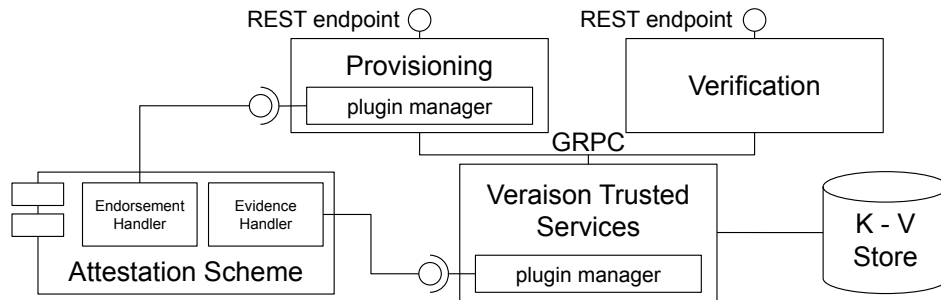 REST endpoint
REST endpoint
Provisioning
plugin manager
Verification
GRPC
Endorsement
Handler
Evidence
Handler
Attestation Scheme
Veraison Trusted
Services
plugin manager
K - V
Store